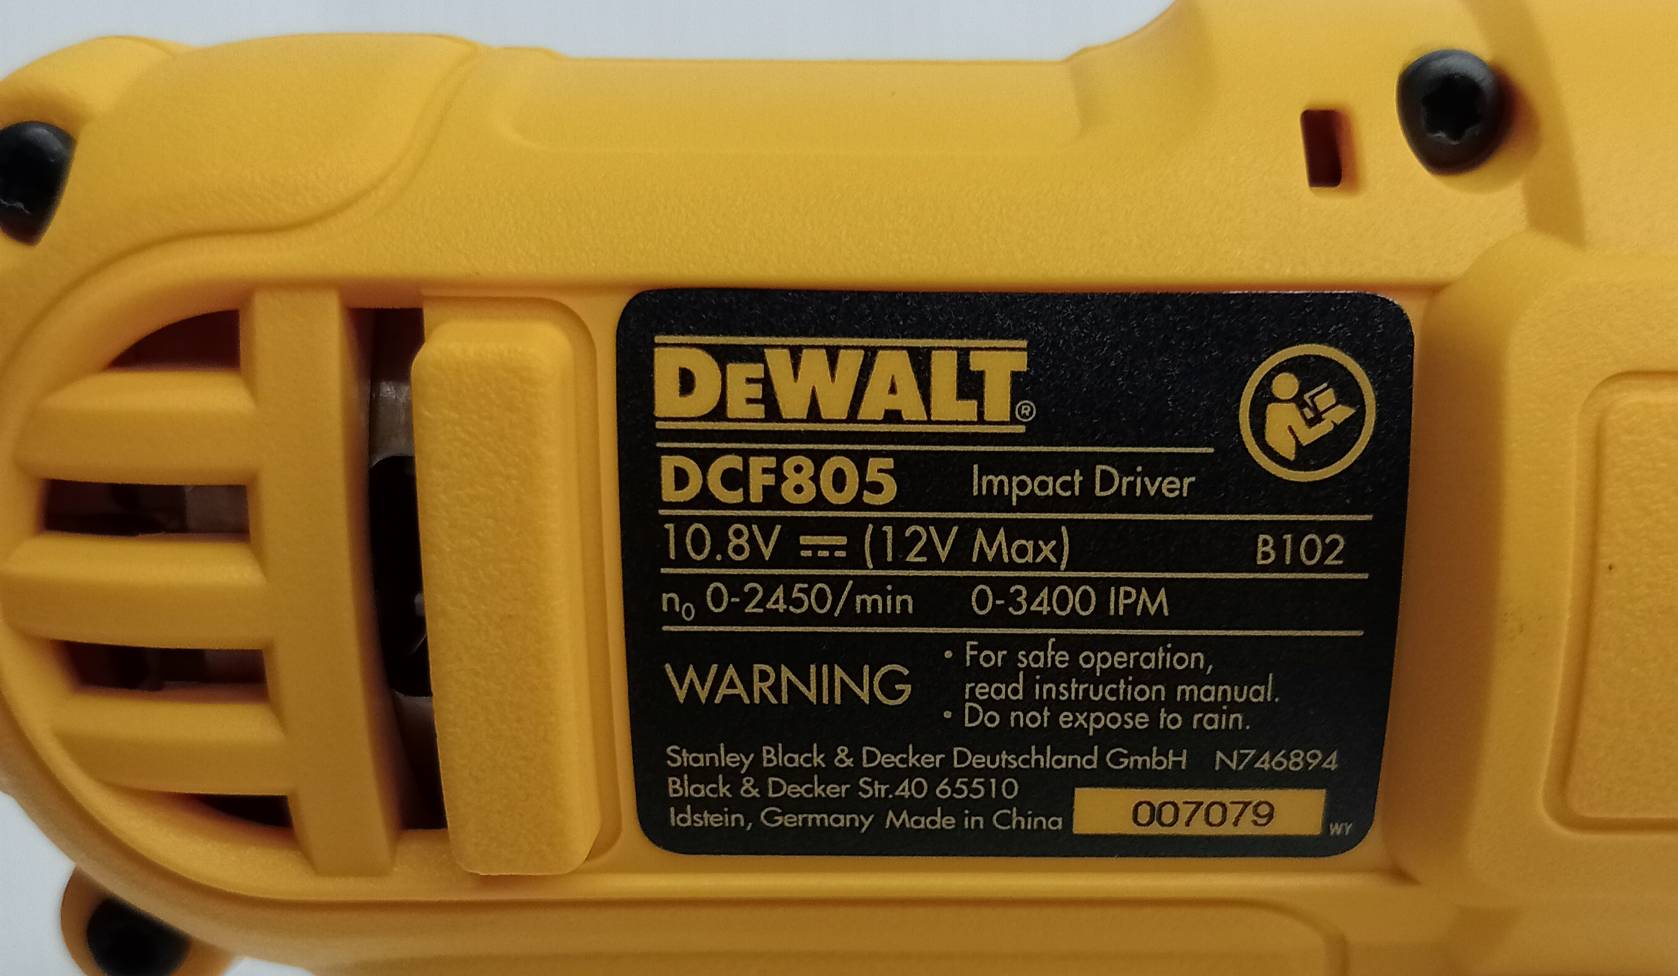 DEWALT®
DCF805 Impact Driver
10.8V ⎓ (12V Max) B102
n₀ 0-2450/min 0-3400 IPM
WARNING
• For safe operation,
read instruction manual.
• Do not expose to rain.
Stanley Black & Decker Deutschland GmbH N746894
Black & Decker Str.40 65510
Idstein, Germany Made in China 007079 WY